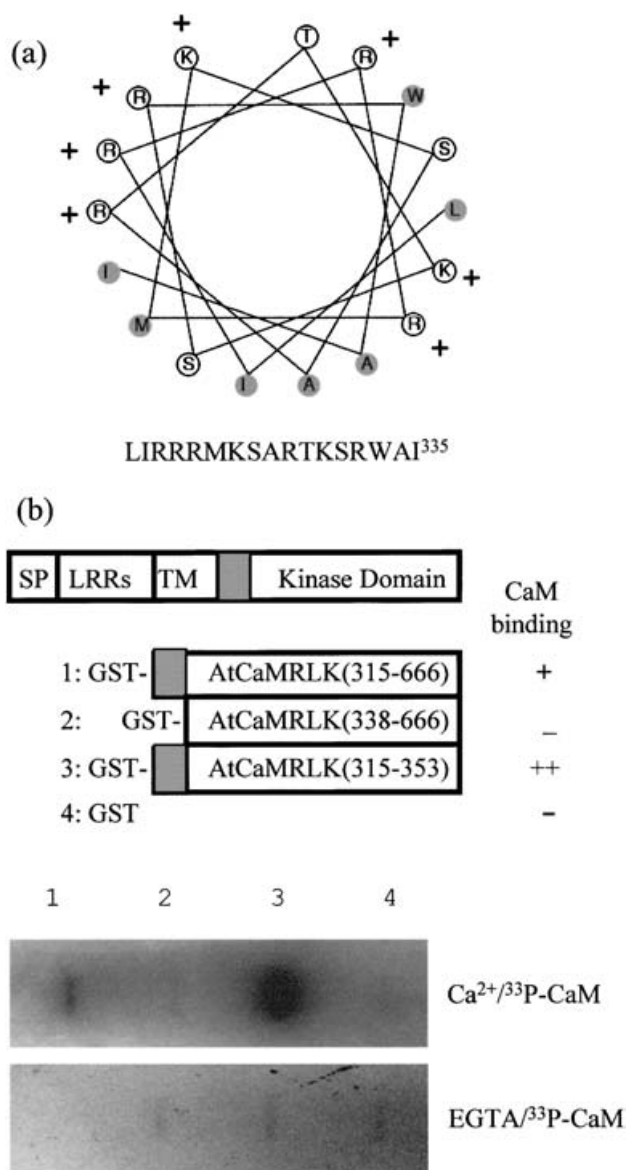 (a)
+ K T R +
+ R W
+ R S
+ R L
I K +
M R +
S A
I A
LIRRRMKSARTKSRWAI³³⁵
(b)
SP LRRs TM Kinase Domain
CaM
binding
1: GST- AtCaMRLK(315-666) +
2: GST- AtCaMRLK(338-666) –
3: GST- AtCaMRLK(315-353) ++
4: GST -
1 2 3 4
Ca²⁺/³³P-CaM
EGTA/³³P-CaM